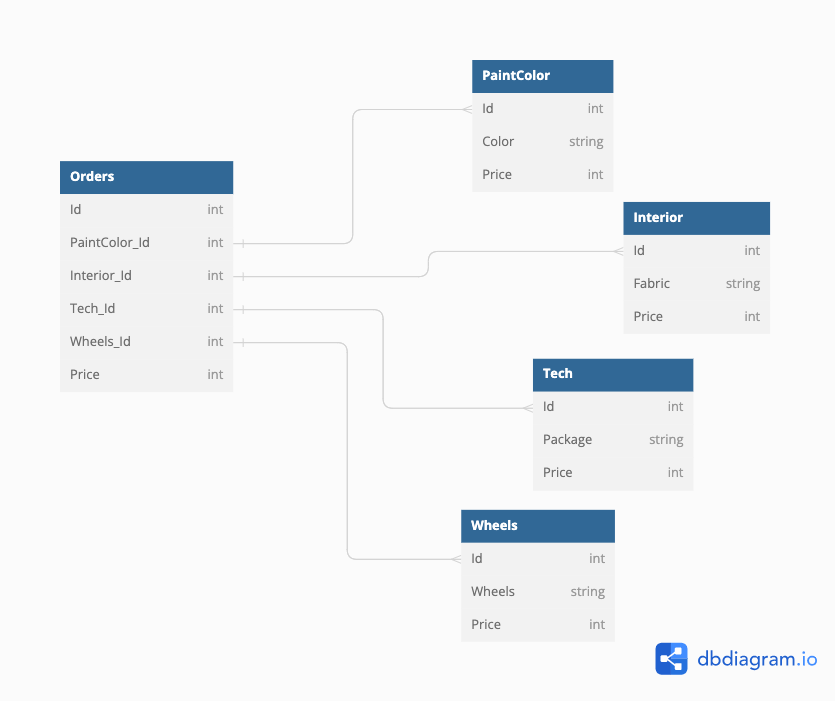 PaintColor
Id int
Color string
Price int
Orders
Id int
PaintColor_Id int
Interior_Id int
Tech_Id int
Wheels_Id int
Price int
Interior
Id int
Fabric string
Price int
Tech
Id int
Package string
Price int
Wheels
Id int
Wheels string
Price int
dbdiagram.io